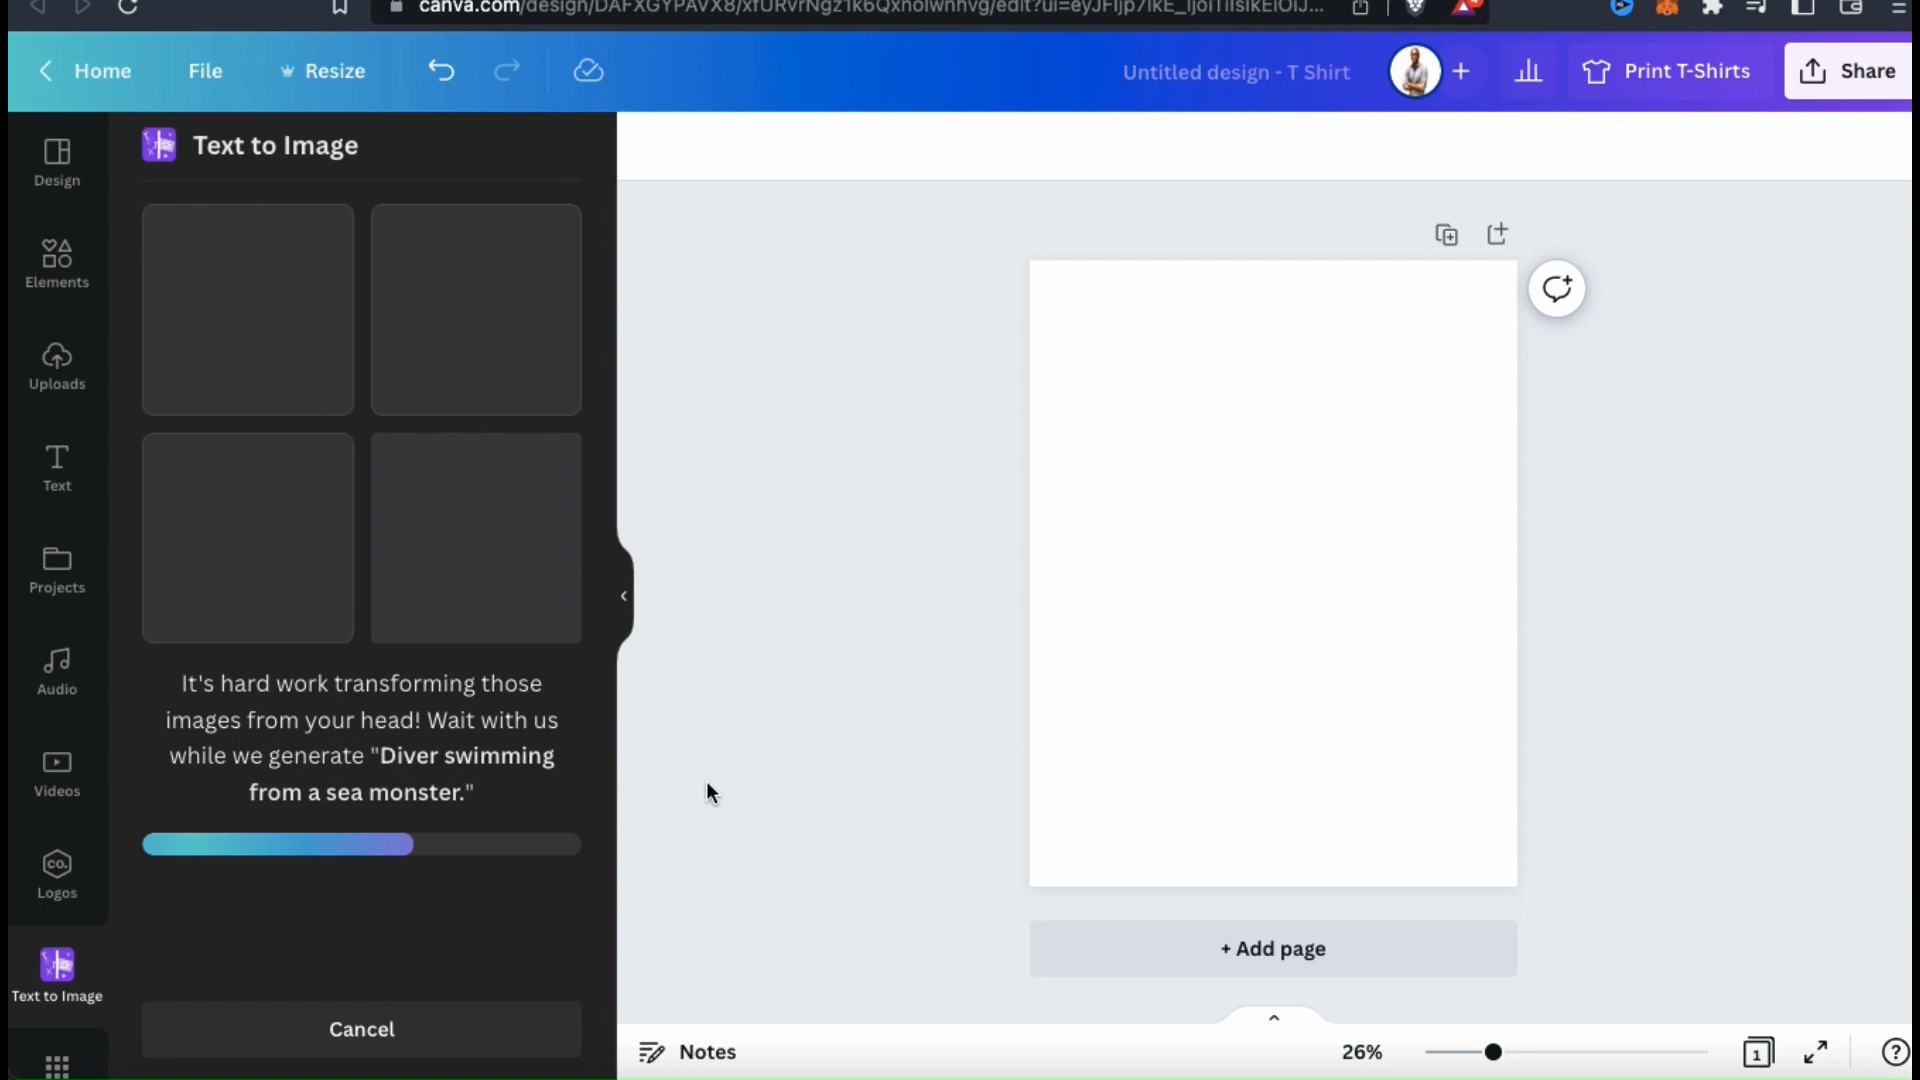 Home File Resize Untitled design - T Shirt Print T-Shirts Share
Text to Image
Design
Elements
Uploads
Text
Projects
Audio
Videos
CO.
Logos
Text to Image
It's hard work transforming those
images from your head! Wait with us
while we generate "Diver swimming
from a sea monster."
Cancel
+ Add page
Notes 26% 1 ?